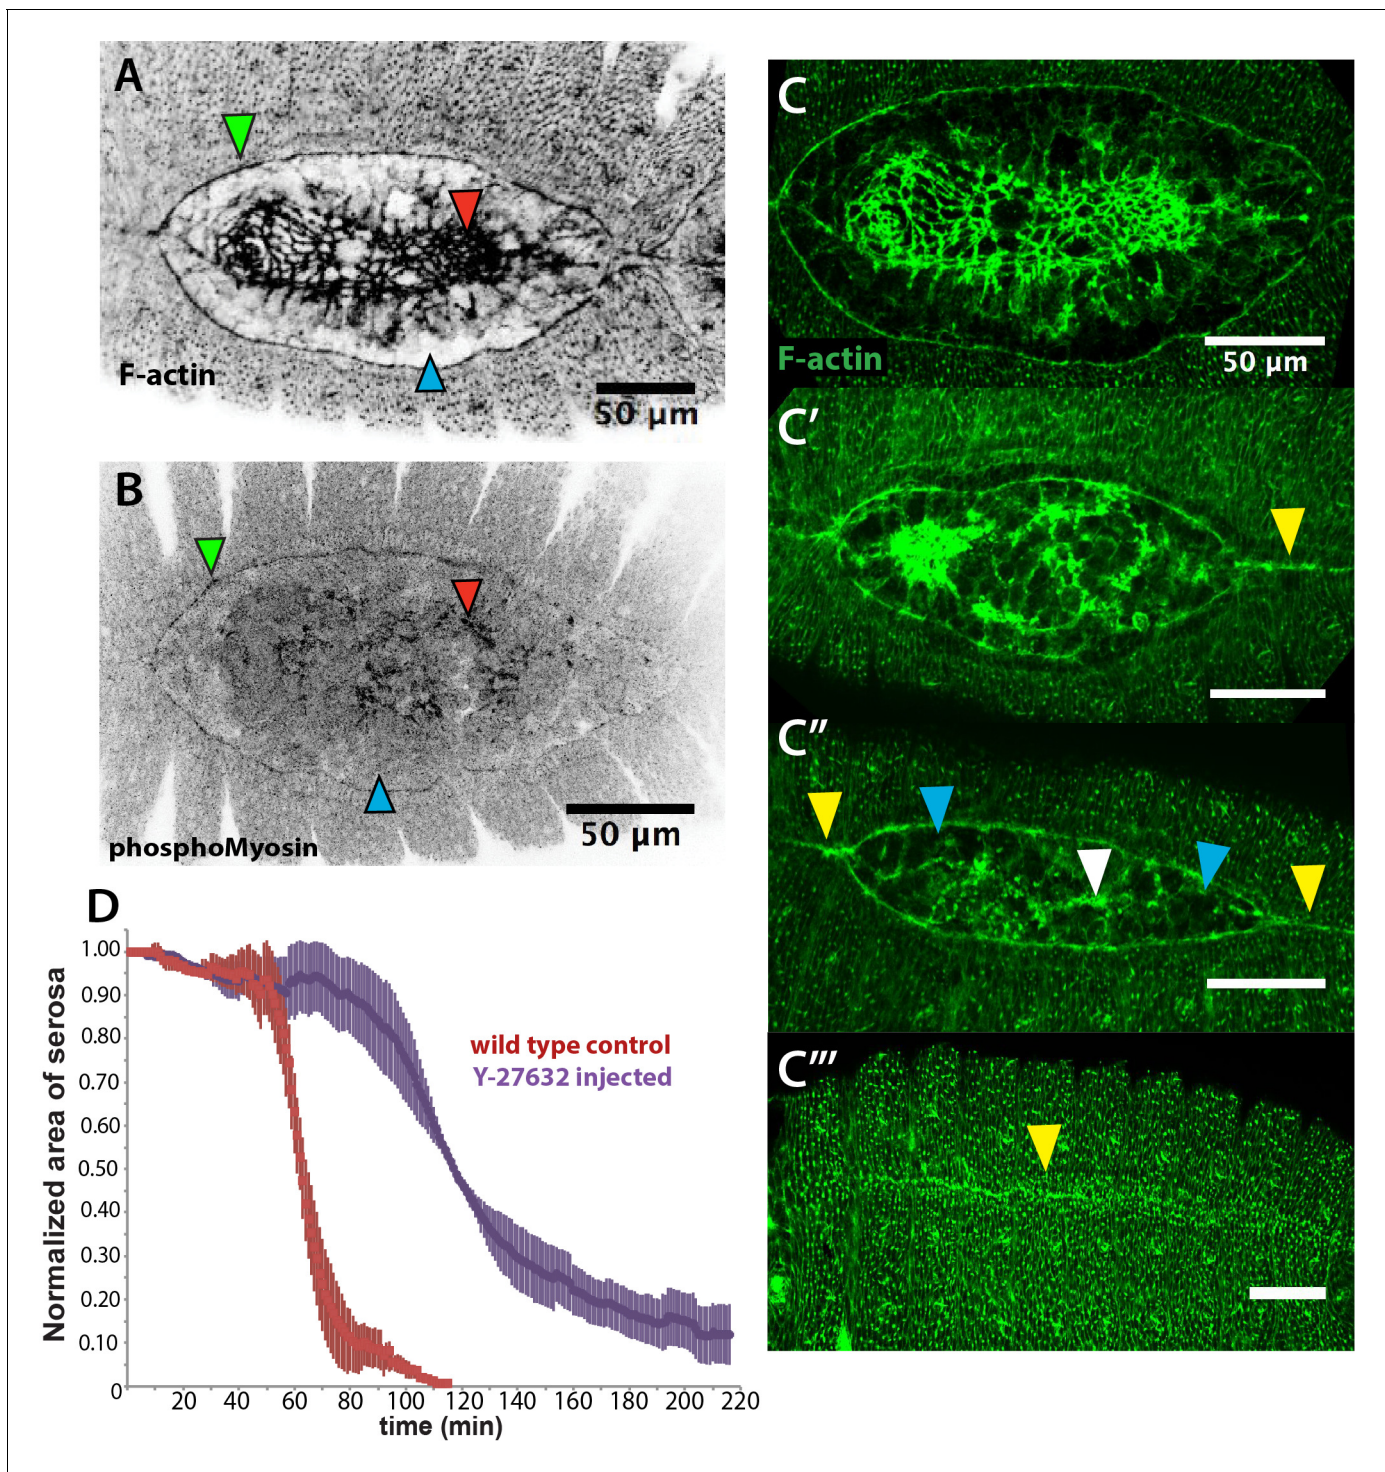 A
F-actin
50 µm
B
phosphoMyosin
50 µm
C
F-actin
50 µm
C'
C"
C'"
D
Normalized area of serosa
1.00
0.90
0.80
0.70
0.60
0.50
0.40
0.30
0.20
0.10
0
wild type control
Y-27632 injected
20 40 60 80 100 120 140 160 180 200 220
time (min)